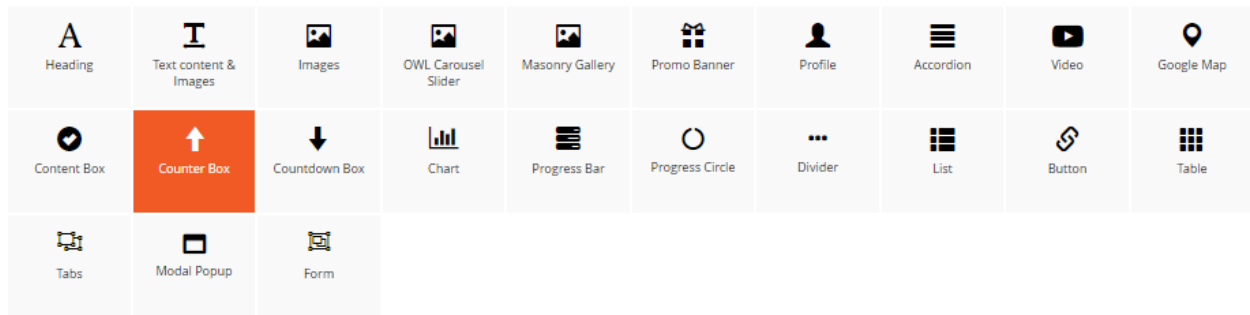 Heading
Text content &
Images
Images
OWL Carousel
Slider
Masonry Gallery
Promo Banner
Profile
Accordion
Video
Google Map
Content Box
Counter Box
Countdown Box
Chart
Progress Bar
Progress Circle
Divider
List
Button
Table
Tabs
Modal Popup
Form